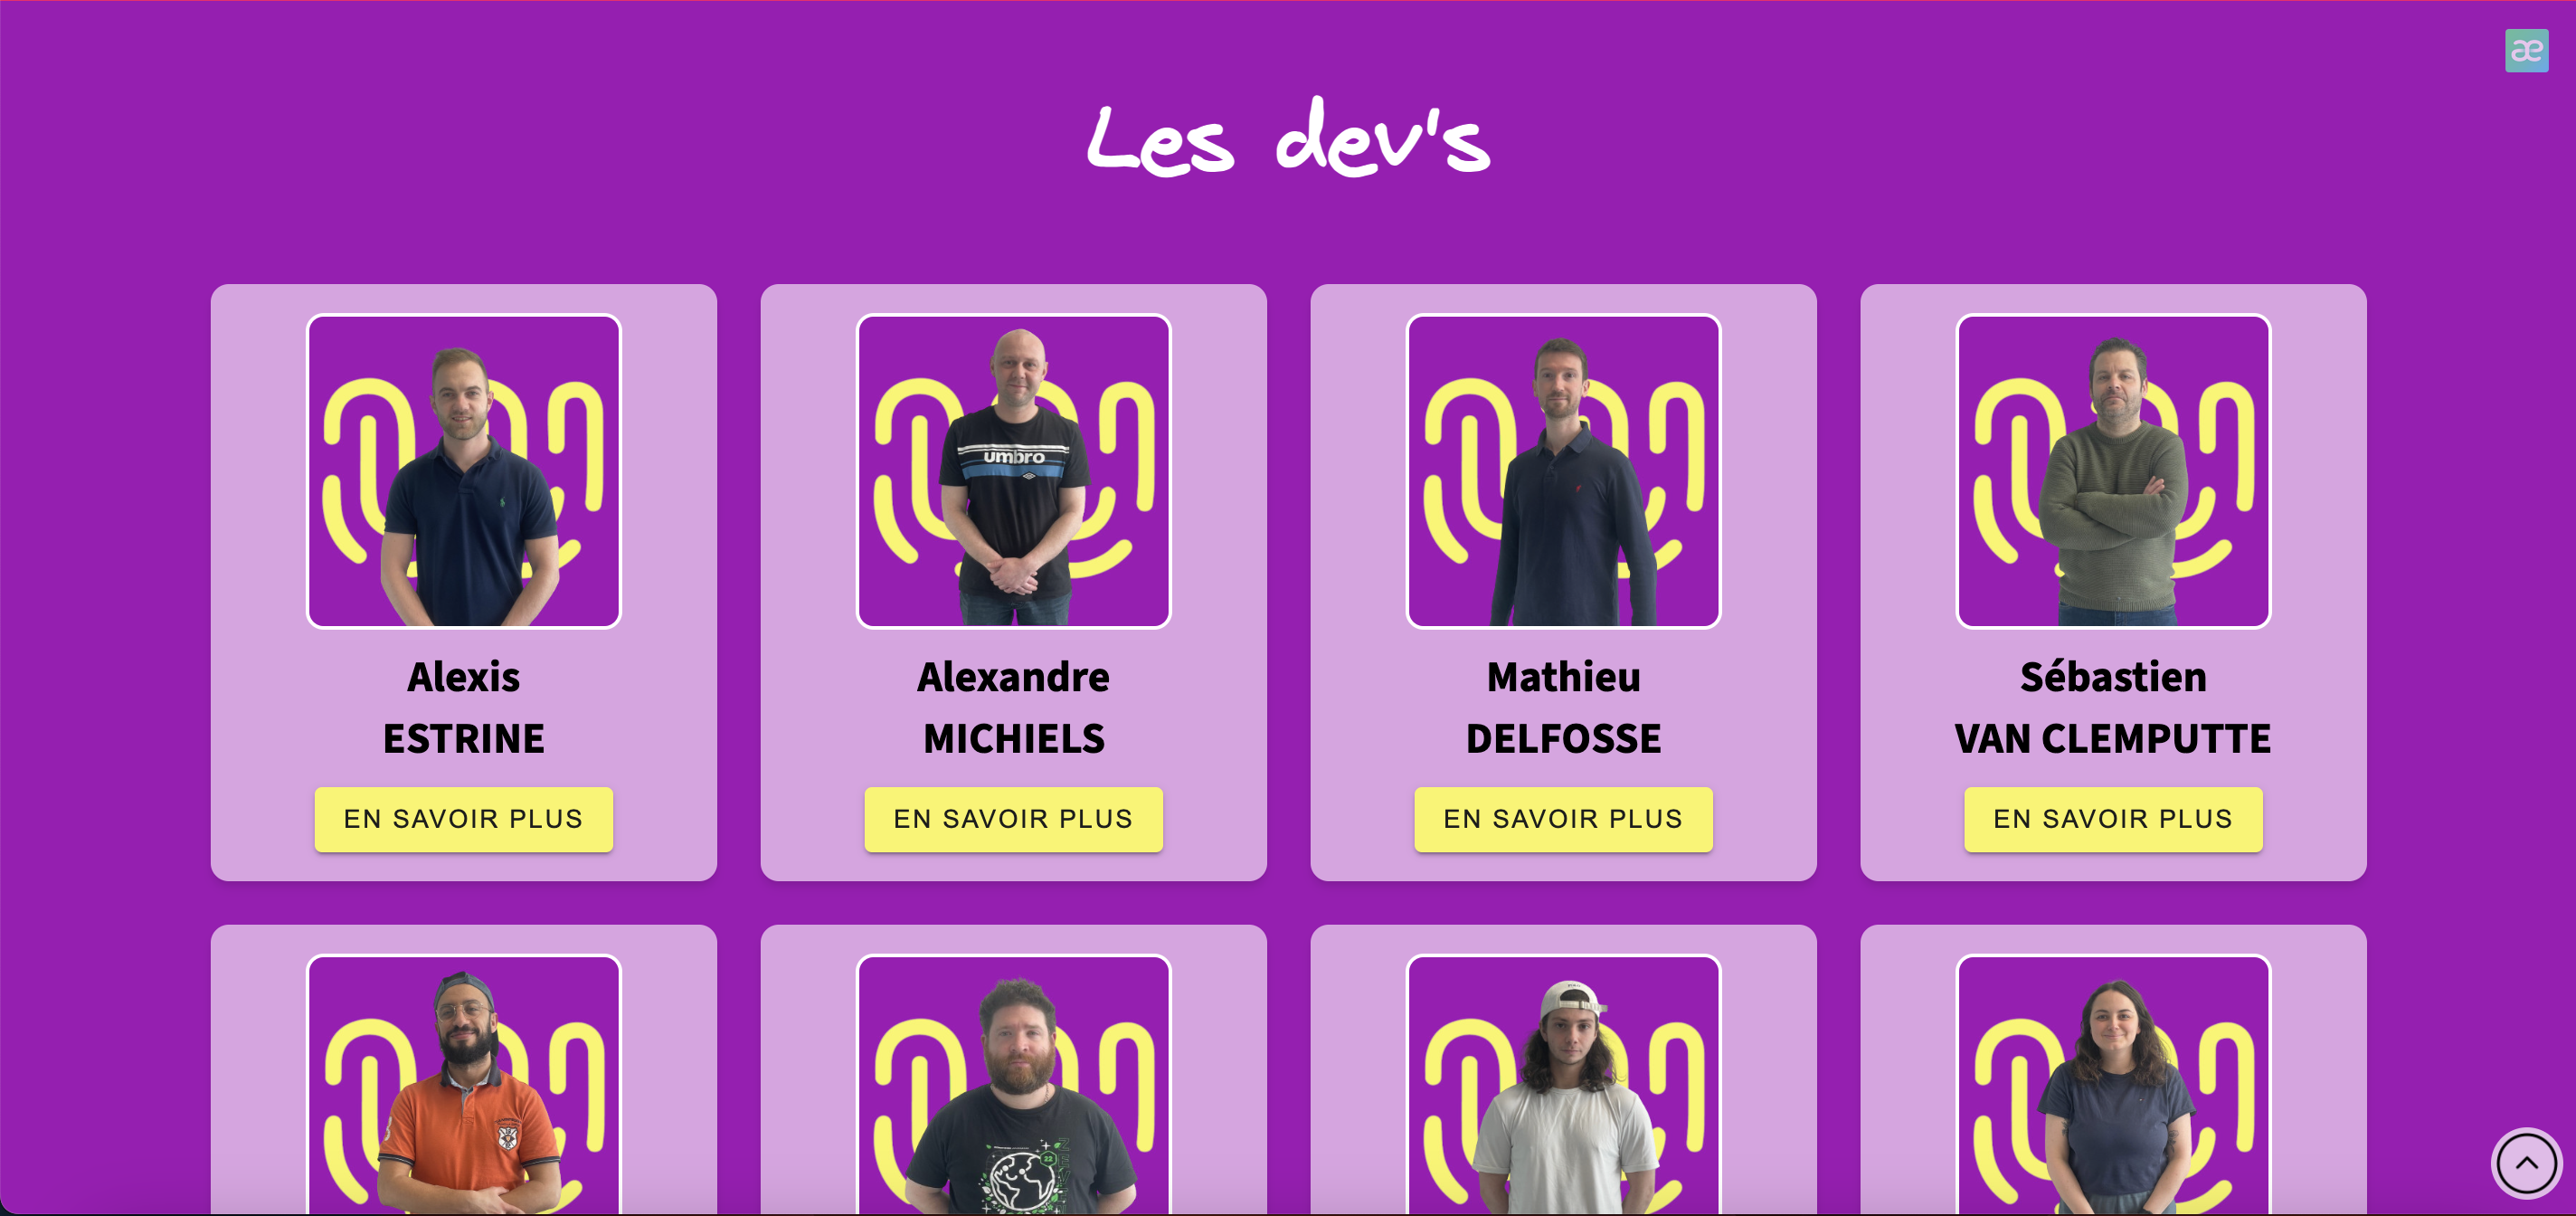 æ
Les dev's
umbro
Alexis
ESTRINE
EN SAVOIR PLUS
Alexandre
MICHIELS
EN SAVOIR PLUS
Mathieu
DELFOSSE
EN SAVOIR PLUS
Sébastien
VAN CLEMPUTTE
EN SAVOIR PLUS
22